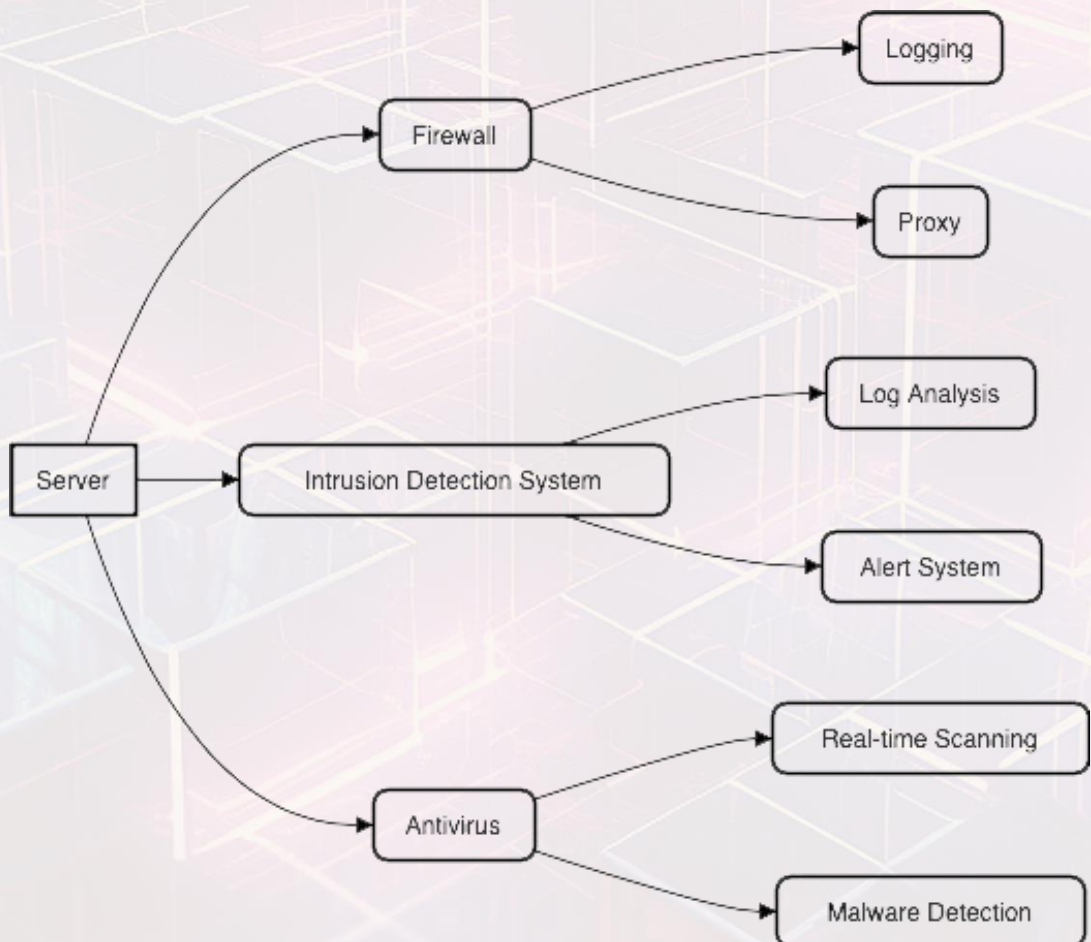 Logging
Firewall
Proxy
Log Analysis
Server
Intrusion Detection System
Alert System
Real-time Scanning
Antivirus
Malware Detection